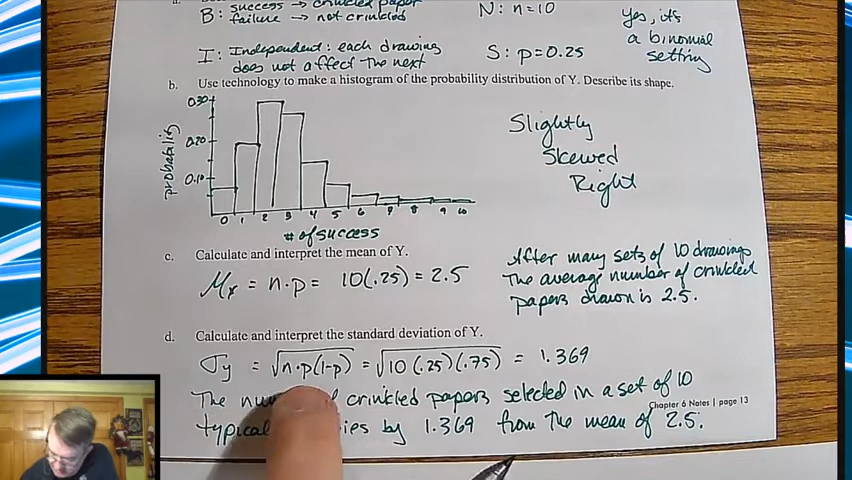 a.
B: success → crinkled paper
failure → not crinkled
N: n=10
Yes, it's
a binomial
setting
I: Independent: each drawing
does not affect the next
S: p=0.25
b. Use technology to make a histogram of the probability distribution of Y. Describe its shape.
0.30
0.20
0.10
probability
0 1 2 3 4 5 6 7 8 9 10
# of success
Slightly
Skewed
Right
c. Calculate and interpret the mean of Y.
μy = n·p = 10(.25) = 2.5
After many sets of 10 drawings
The average number of crinkled
papers drawn is 2.5.
d. Calculate and interpret the standard deviation of Y.
σy = √n·p(1-p) = √10(.25)(.75) = 1.369
The crinkled papers selected in a set of 10
Chapter 6 Notes | page 13
by 1.369 from the mean of 2.5.